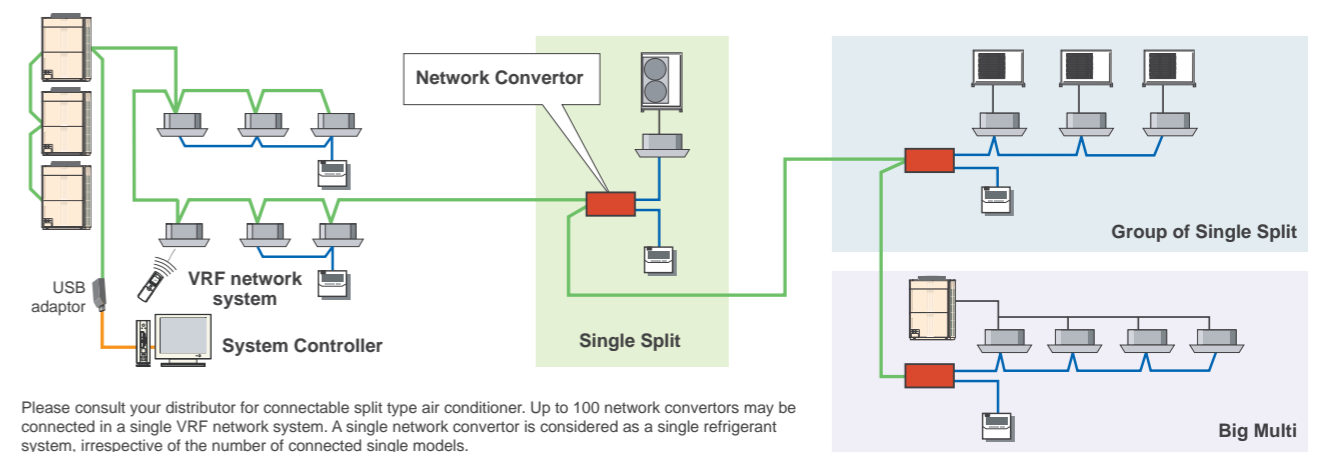 Network Convertor
VRF network
system
USB
adaptor
System Controller
Single Split
Group of Single Split
Big Multi
Please consult your distributor for connectable split type air conditioner. Up to 100 network convertors may be
connected in a single VRF network system. A single network convertor is considered as a single refrigerant
system, irrespective of the number of connected single models.